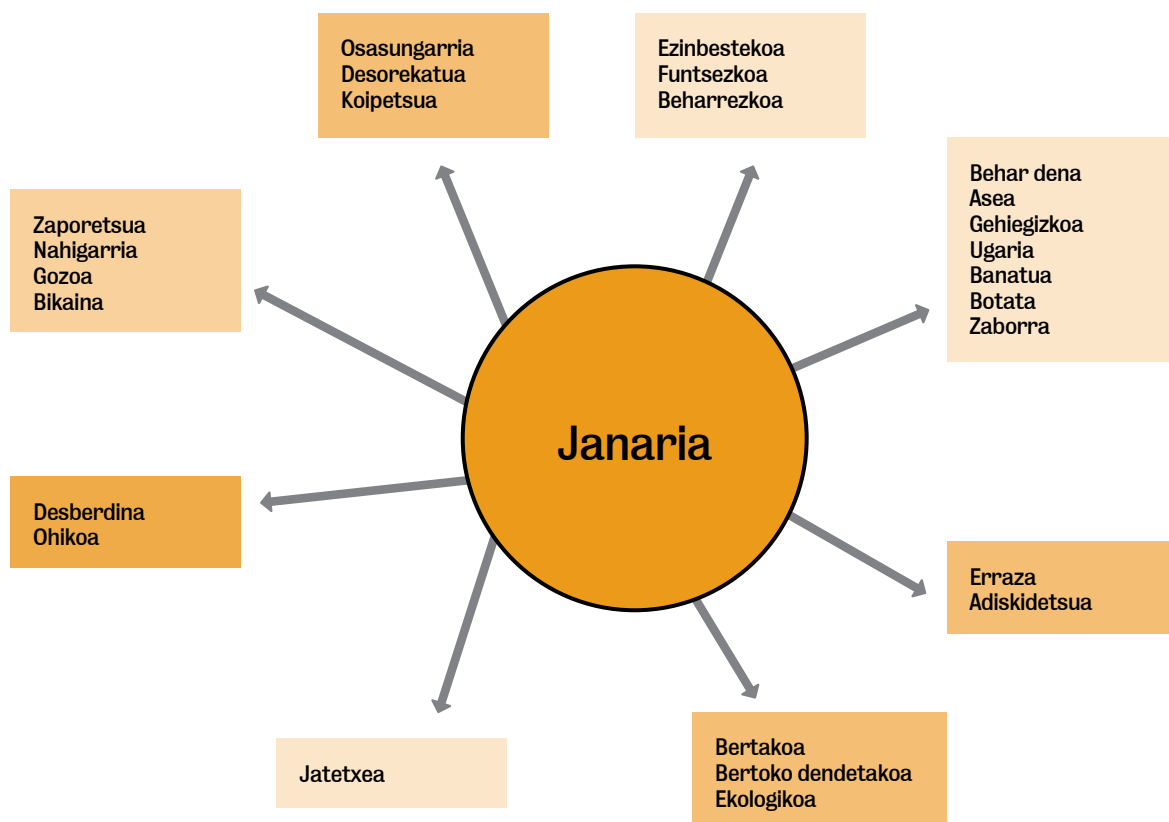 Osasungarria
Desorekatua
Koipetsua
Ezinbestekoa
Funtsezkoa
Beharrezkoa
Behar dena
Asea
Gehiegizkoa
Ugaria
Banatua
Botata
Zaborra
Zaporetsua
Nahigarria
Gozoa
Bikaina
Janaria
Desberdina
Ohikoa
Erraza
Adiskidetsua
Jatetxea
Bertakoa
Bertoko dendetakoa
Ekologikoa